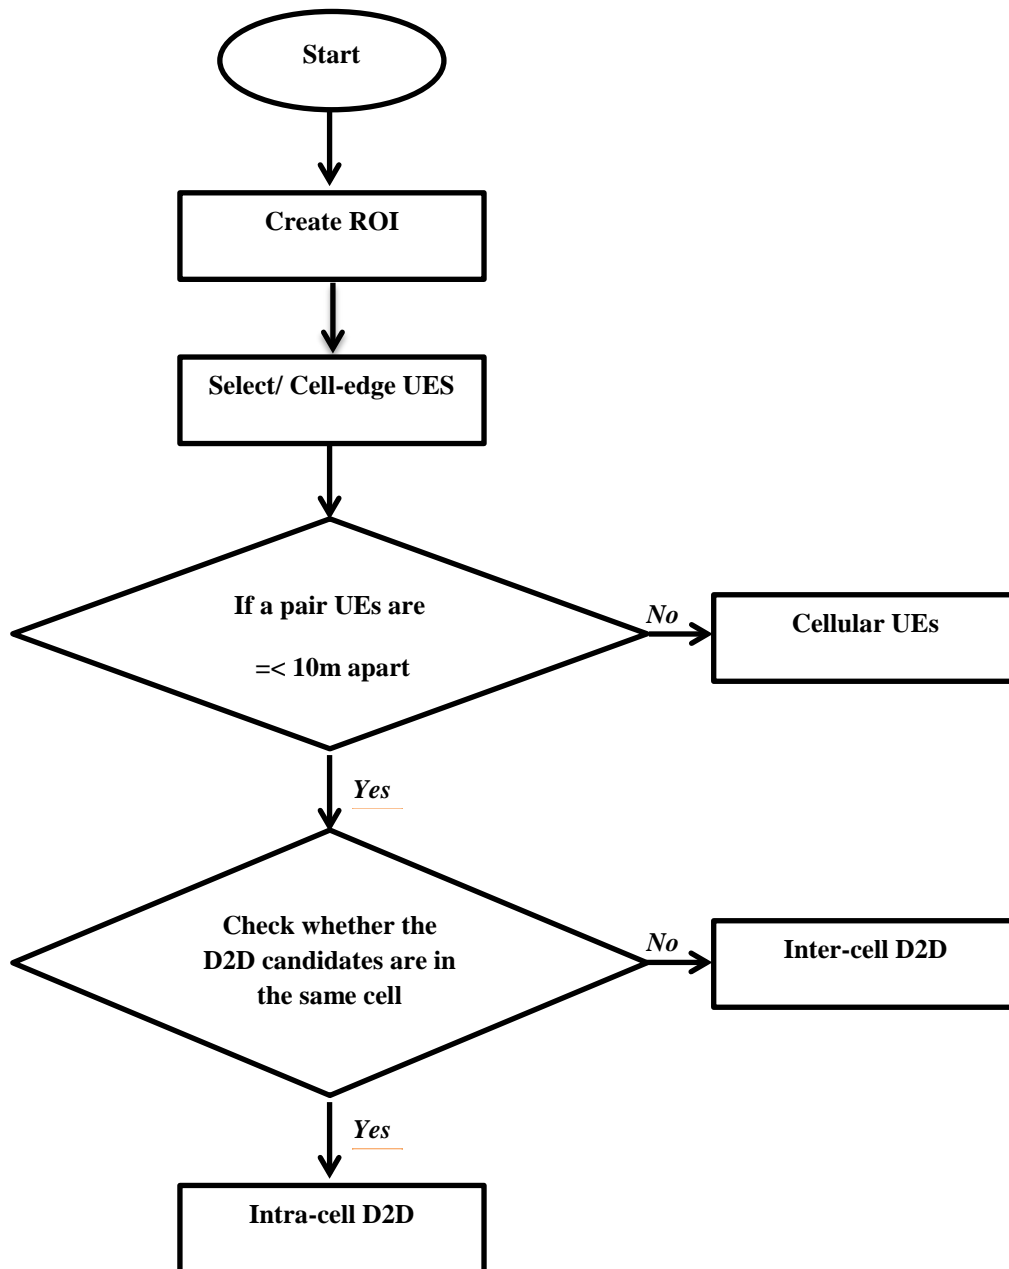 Start
Create ROI
Select/ Cell-edge UES
If a pair UEs are
=< 10m apart
No
Cellular UEs
Yes
Check whether the
D2D candidates are in
the same cell
No
Inter-cell D2D
Yes
Intra-cell D2D